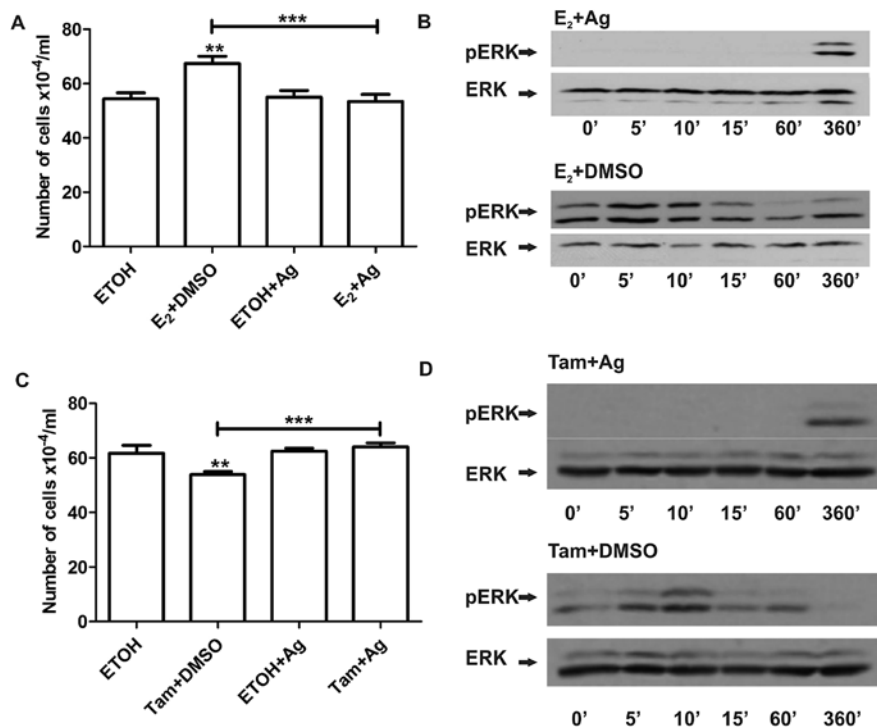 A
***
**
Number of cells x10⁻⁴/ml
80
60
40
20
0
ETOH
E₂+DMSO
ETOH+Ag
E₂+Ag
B
E₂+Ag
pERK
ERK
0' 5' 10' 15' 60' 360'
E₂+DMSO
pERK
ERK
0' 5' 10' 15' 60' 360'
C
***
**
Number of cells x10⁻⁴/ml
80
60
40
20
0
ETOH
Tam+DMSO
ETOH+Ag
Tam+Ag
D
Tam+Ag
pERK
ERK
0' 5' 10' 15' 60' 360'
Tam+DMSO
pERK
ERK
0' 5' 10' 15' 60' 360'